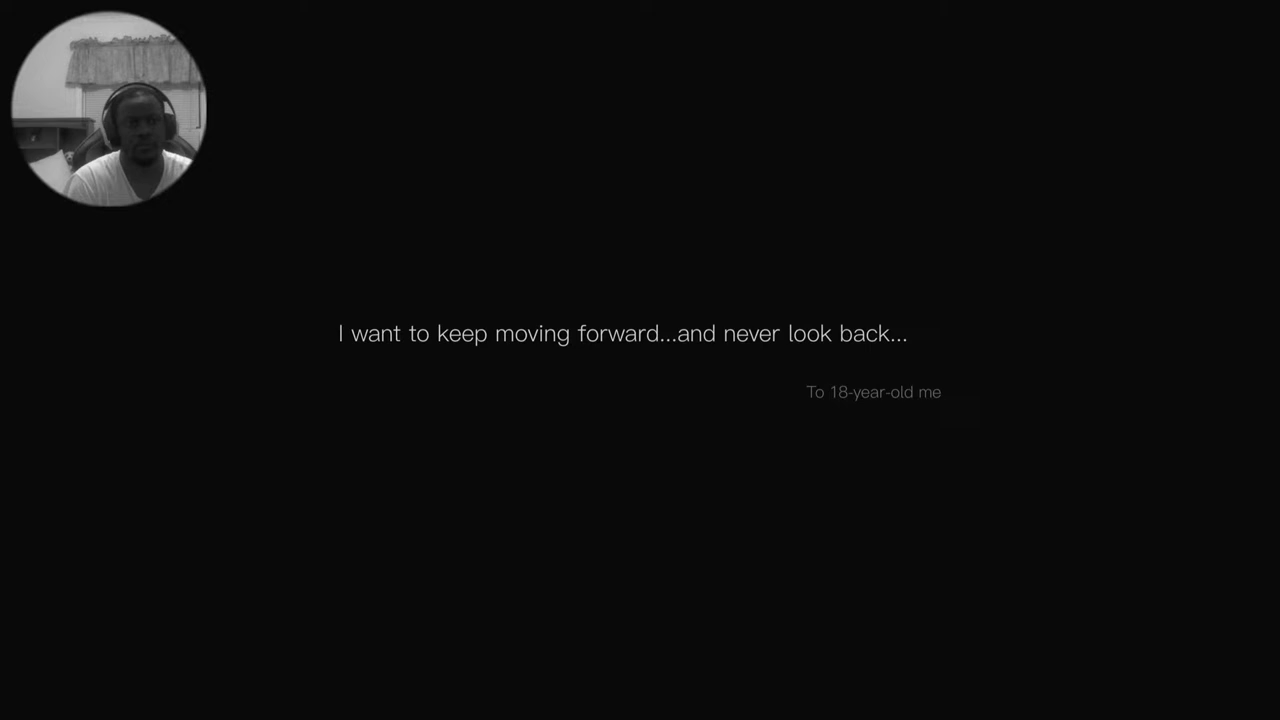 I want to keep moving forward...and never look back...
To 18-year-old me